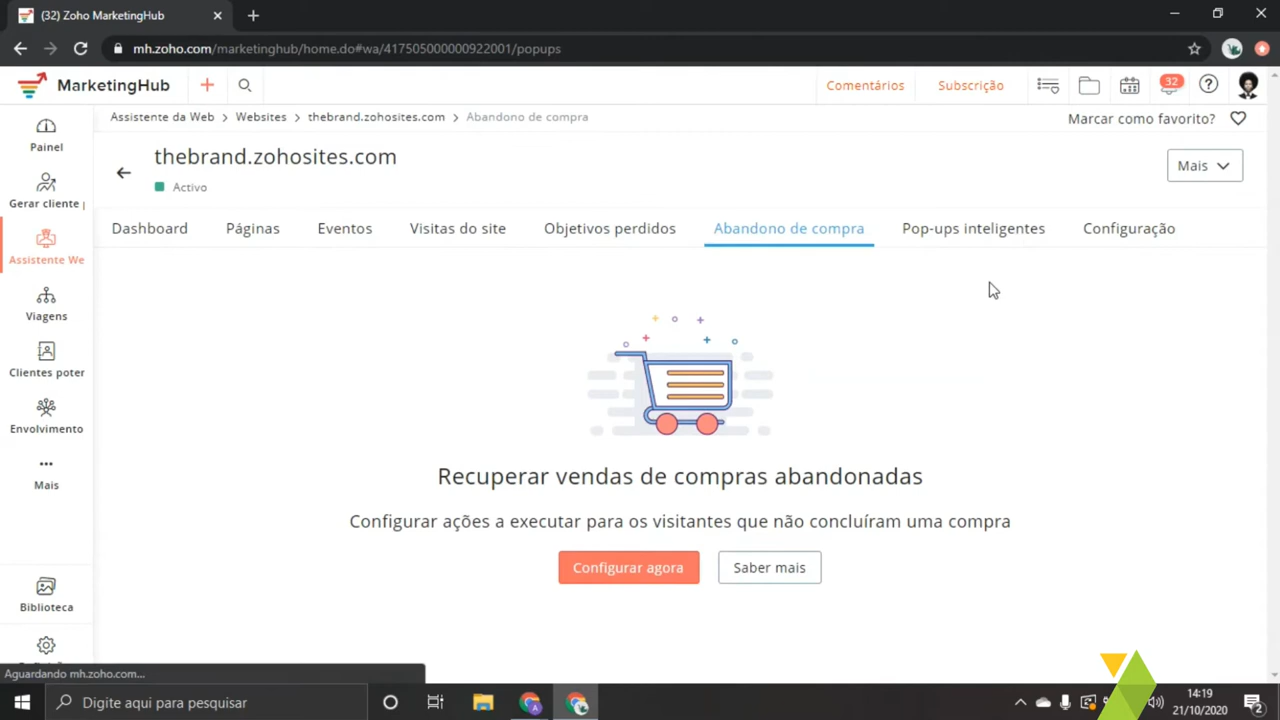 (32) Zoho MarketingHub
mh.zoho.com/marketinghub/home.do#wa/417505000000922001/popups
MarketingHub
Comentários
Subscrição
32
Assistente da Web > Websites > thebrand.zohosites.com > Abandono de compra
Marcar como favorito?
thebrand.zohosites.com
Activo
Mais
Dashboard Páginas Eventos Visitas do site Objetivos perdidos Abandono de compra Pop-ups inteligentes Configuração
Painel
Gerar cliente
Assistente We
Viagens
Clientes poter
Envolvimento
Mais
Biblioteca
Recuperar vendas de compras abandonadas
Configurar ações a executar para os visitantes que não concluíram uma compra
Configurar agora
Saber mais
Aguardando mh.zoho.com...
Digite aqui para pesquisar
14:19
21/10/2020
2